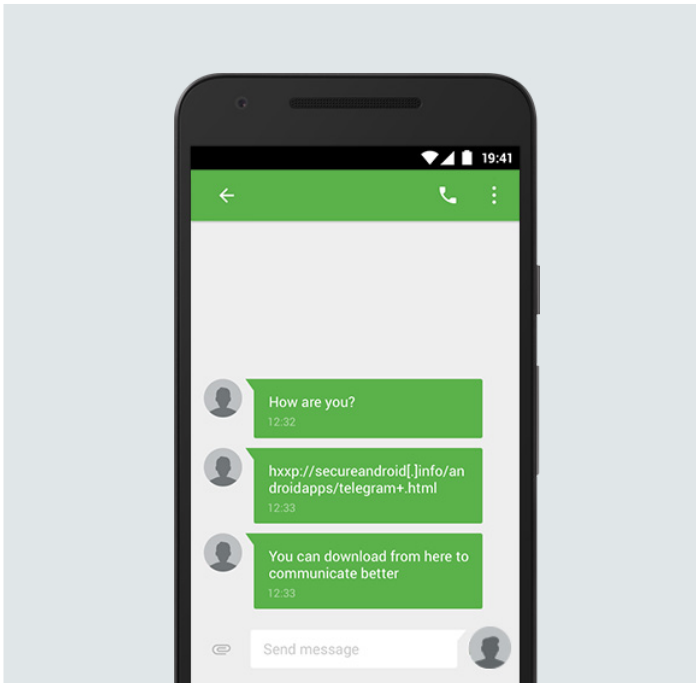 19:41
How are you?
12:32
hxxp://secureandroid[.]info/an
droidapps/telegram+.html
12:33
You can download from here to
communicate better
12:33
Send message